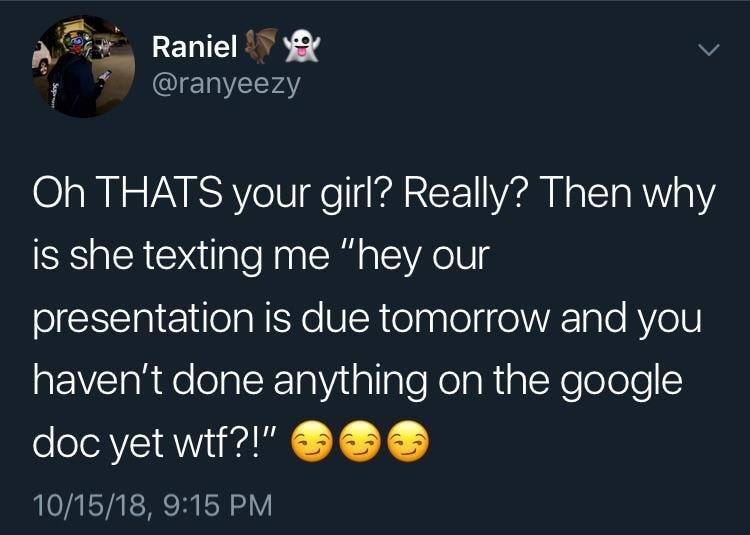 Raniel 🦇👻
@ranyeezy
Oh THATS your girl? Really? Then why
is she texting me “hey our
presentation is due tomorrow and you
haven’t done anything on the google
doc yet wtf?!” 😏😏😏
10/15/18, 9:15 PM